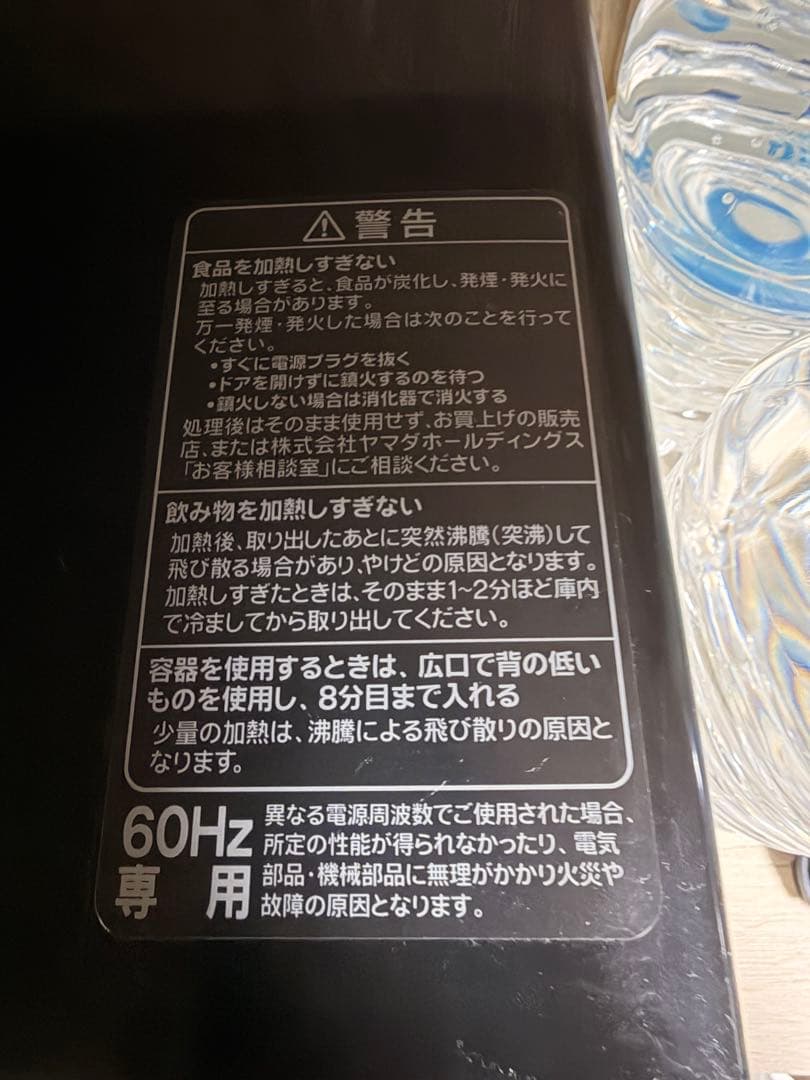 ⚠警告
食品を加熱しすぎない
加熱しすぎると、食品が炭化し、発煙・発火に
至る場合があります。
万一発煙・発火した場合は次のことを行って
ください。
・すぐに電源プラグを抜く
・ドアを開けずに鎮火するのを待つ
・鎮火しない場合は消化器で消火する
処理後はそのまま使用せず、お買上げの販売
店、または株式会社ヤマダホールディングス
「お客様相談室」にご相談ください。
飲み物を加熱しすぎない
加熱後、取り出したあとに突然沸騰(突沸)して
飛び散る場合があり、やけどの原因となります。
加熱しすぎたときは、そのまま1~2分ほど庫内
で冷ましてから取り出してください。
容器を使用するときは、広口で背の低い
ものを使用し、8分目まで入れる
少量の加熱は、沸騰による飛び散りの原因と
なります。
60Hz
専用
異なる電源周波数でご使用された場合、
所定の性能が得られなかったり、電気
部品・機械部品に無理がかかり火災や
故障の原因となります。